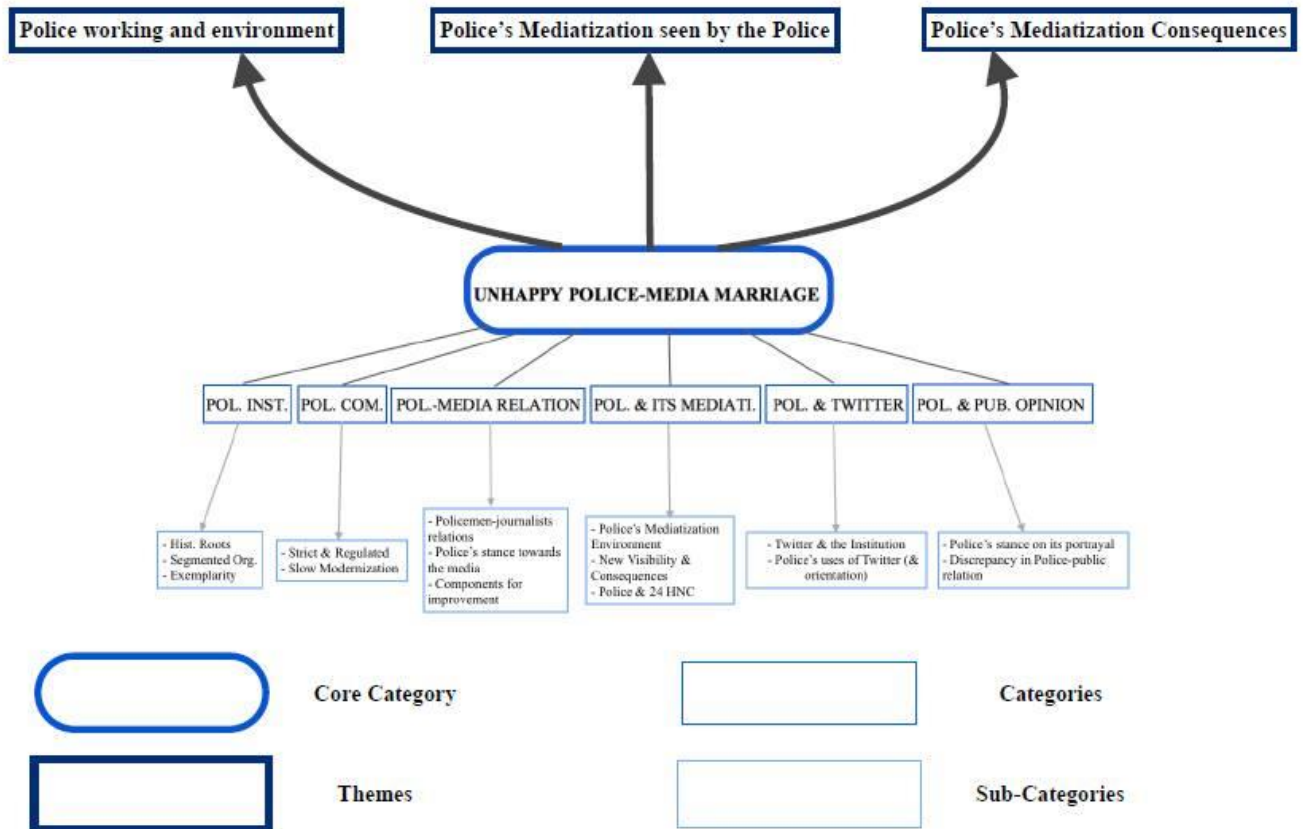 Police working and environment
Police's Mediatization seen by the Police
Police's Mediatization Consequences
UNHAPPY POLICE-MEDIA MARRIAGE
POL. INST.
POL. COM.
POL.-MEDIA RELATION
POL. & ITS MEDIATI.
POL. & TWITTER
POL. & PUB. OPINION
- Hist. Roots
- Segmented Org.
- Exemplarity
- Strict & Regulated
- Slow Modernization
- Policemen-journalists
relations
- Police's stance towards
the media
- Components for
improvement
- Police's Mediatization
Environment
- New Visibility &
Consequences
- Police & 24 HNC
- Twitter & the Institution
- Police's uses of Twitter (&
orientation)
- Police's stance on its portrayal
- Discrepancy in Police-public
relation
Core Category
Categories
Themes
Sub-Categories